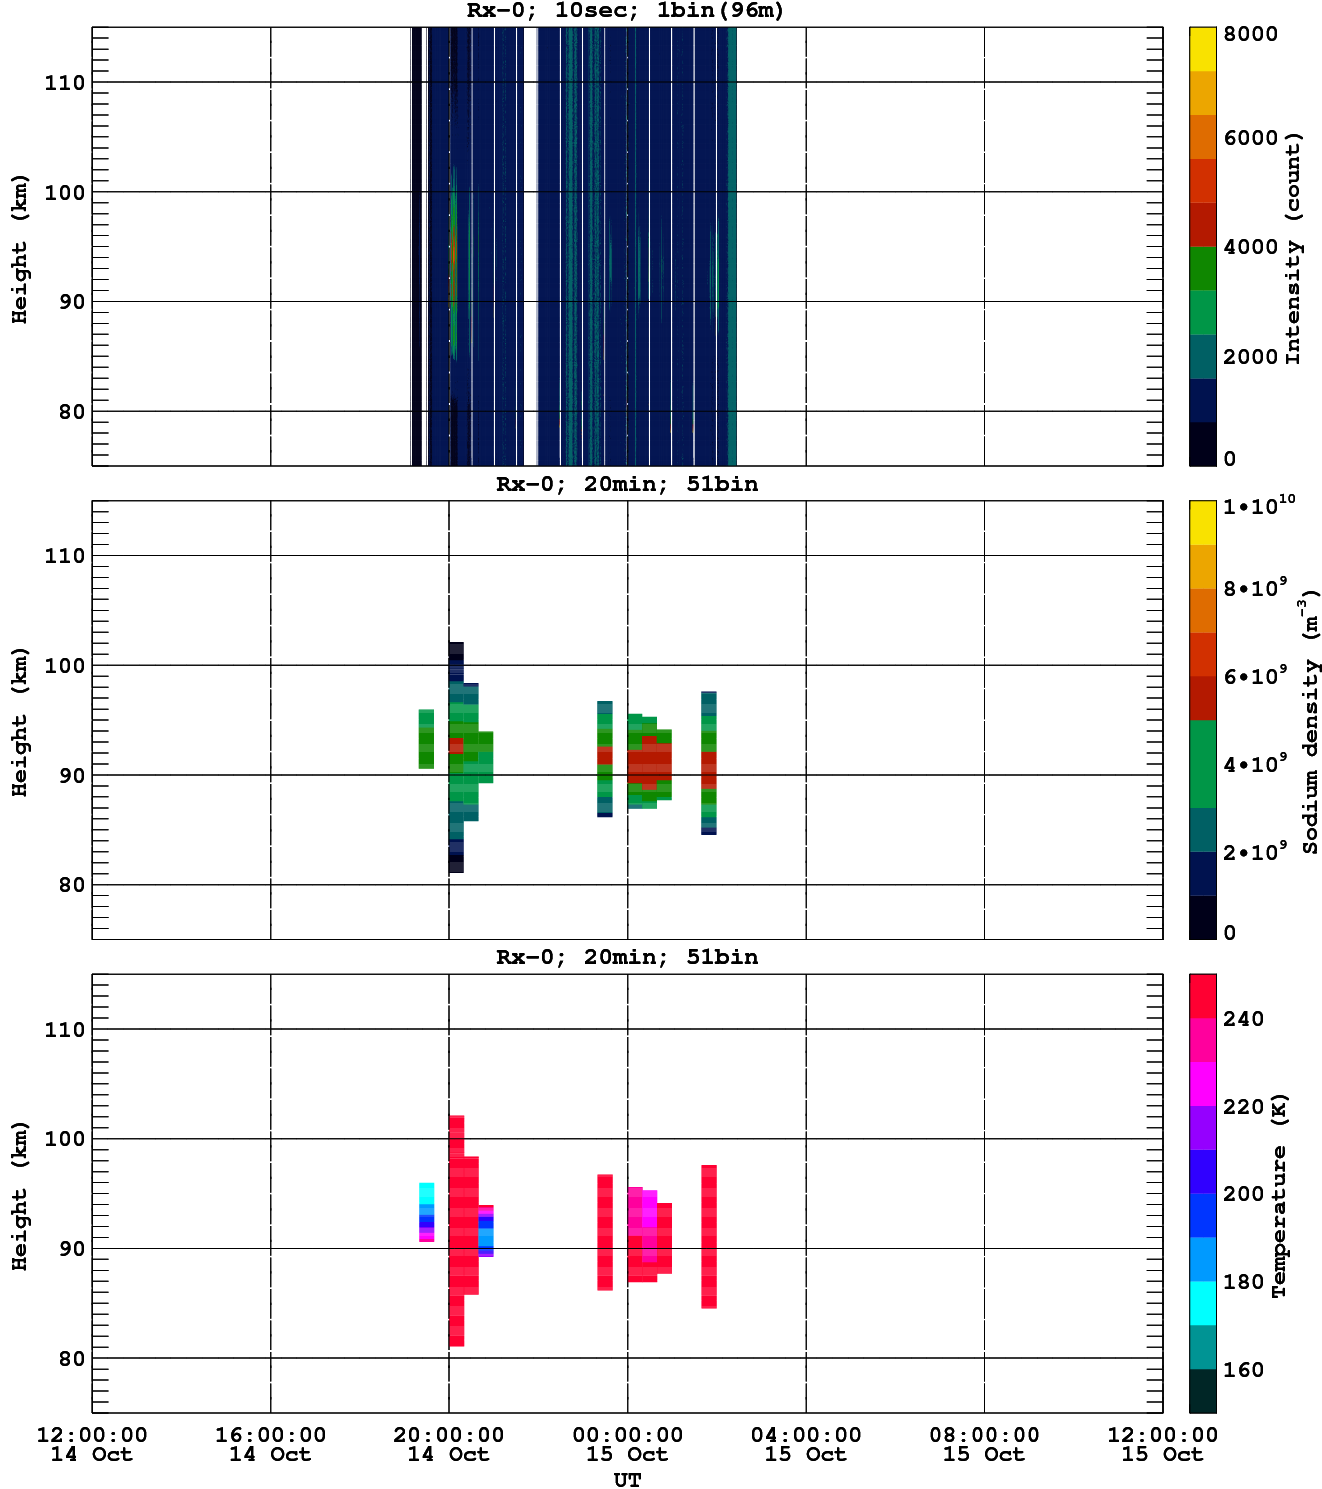 Rx-0; 10sec; 1bin(96m)
110
100
90
80
Height (km)
8000
6000
4000
2000
0
Intensity (count)
Rx-0; 20min; 51bin
110
100
90
80
Height (km)
1•10¹⁰
8•10⁹
6•10⁹
4•10⁹
2•10⁹
0
Sodium density (m⁻³)
Rx-0; 20min; 51bin
110
100
90
80
Height (km)
240
220
200
180
160
Temperature (K)
12:00:00 16:00:00 20:00:00 00:00:00 04:00:00 08:00:00 12:00:00
14 Oct 14 Oct 14 Oct 15 Oct 15 Oct 15 Oct 15 Oct
UT